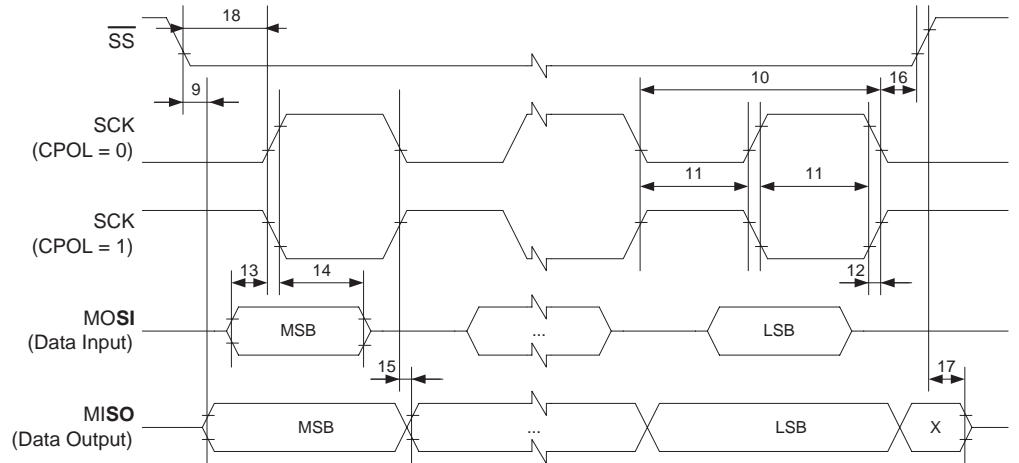 18
SS
9
10
16
SCK
(CPOL = 0)
11
11
SCK
(CPOL = 1)
13
14
12
MOSI
(Data Input)
MSB
...
LSB
15
17
MISO
(Data Output)
MSB
...
LSB
X